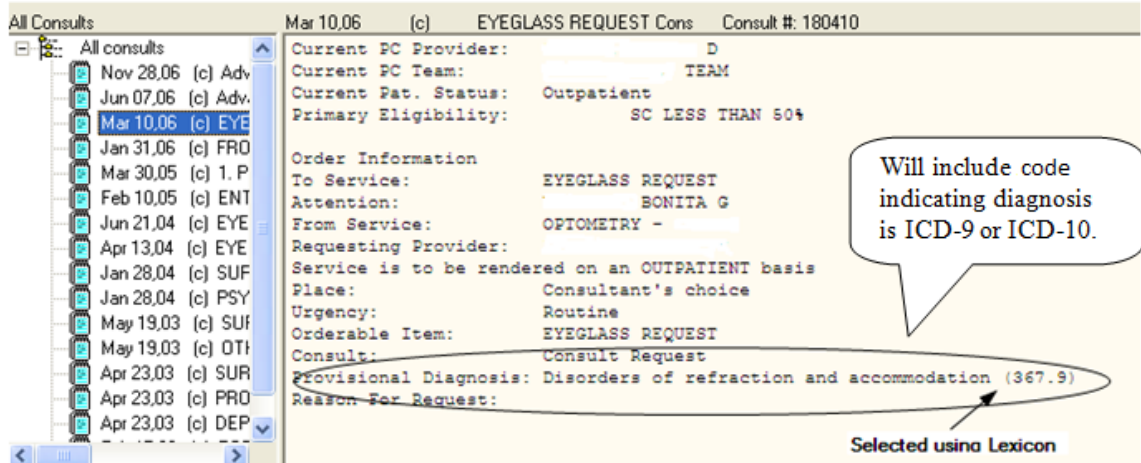 All Consults
Mar 10,06 (c) EYEGLASS REQUEST Cons Consult #: 180410
All consults
Nov 28,06 (c) Adv
Jun 07,06 (c) Adv
Mar 10,06 (c) EYE
Jan 31,06 (c) FRO
Mar 30,05 (c) 1. P
Feb 10,05 (c) ENT
Jun 21,04 (c) EYE
Apr 13,04 (c) EYE
Jan 28,04 (c) SUF
Jan 28,04 (c) PSY
May 19,03 (c) SUF
May 19,03 (c) OTH
Apr 23,03 (c) SUR
Apr 23,03 (c) PRO
Apr 23,03 (c) DEP
Current PC Provider: D
Current PC Team: TEAM
Current Pat. Status: Outpatient
Primary Eligibility: SC LESS THAN 50%
Order Information
To Service: EYEGLASS REQUEST
Attention: BONITA G
From Service: OPTOMETRY -
Requesting Provider:
Service is to be rendered on an OUTPATIENT basis
Place: Consultant's choice
Urgency: Routine
Orderable Item: EYEGLASS REQUEST
Consult: Consult Request
Provisional Diagnosis: Disorders of refraction and accommodation (367.9)
Reason For Request:
Will include code
indicating diagnosis
is ICD-9 or ICD-10.
Selected using Lexicon